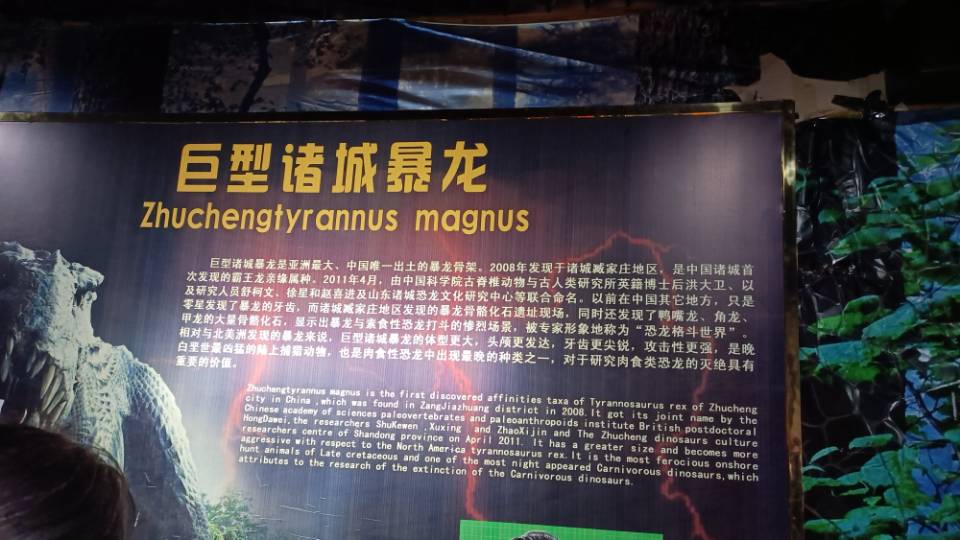 巨型诸城暴龙
Zhuchengtyrannus magnus
巨型诸城暴龙是亚洲最大、中国唯一出土的暴龙骨架。2008年发现于诸城臧家庄地区，是中国诸城首
次发现的霸王龙亲缘属种。2011年4月，由中国科学院古脊椎动物与古人类研究所英籍博士后洪大卫、以
及研究人员舒柯文、徐星和赵喜进及山东诸城恐龙文化研究中心等联合命名。以前在中国其它地方，只是
零星发现了暴龙的牙齿，而诸城臧家庄地区发现的暴龙骨骼化石遗址现场，同时还发现了鸭嘴龙、角龙、
甲龙的大量骨骼化石，显示出暴龙与素食性恐龙打斗的惨烈场景，被专家形象地称为“恐龙格斗世界”。
相对与北美洲发现的暴龙来说，巨型诸城暴龙的体型更大，头颅更发达，牙齿更尖锐，攻击性更强，是晚
白垩世最凶猛的陆上捕猎动物，也是肉食性恐龙中出现最晚的种类之一，对于研究肉食类恐龙的灭绝具有
重要的价值。
Zhuchengtyrannus magnus is the first discovered affinities taxa of Tyrannosaurus rex of Zhucheng
city in China ,which was found in ZangJiazhuang district in 2008. It got its joint name by the
Chinese academy of sciences paleovertebrates and paleoanthropoids institute British postdoctoral
HongDawei, the researchers ShuKewen ,Xuxing and ZhaoXijin and The Zhucheng dinosaurs culture
researchers centre of Shandong province on April 2011. It has a greater size and becomes more
aggressive with respect to the North America tyrannosaurus rex. It is the most ferocious onshore
hunt animals of Late cretaceous and one of the most night appeared Carnivorous dinosaurs,which
attributes to the research of the extinction of the Carnivorous dinosaurs.